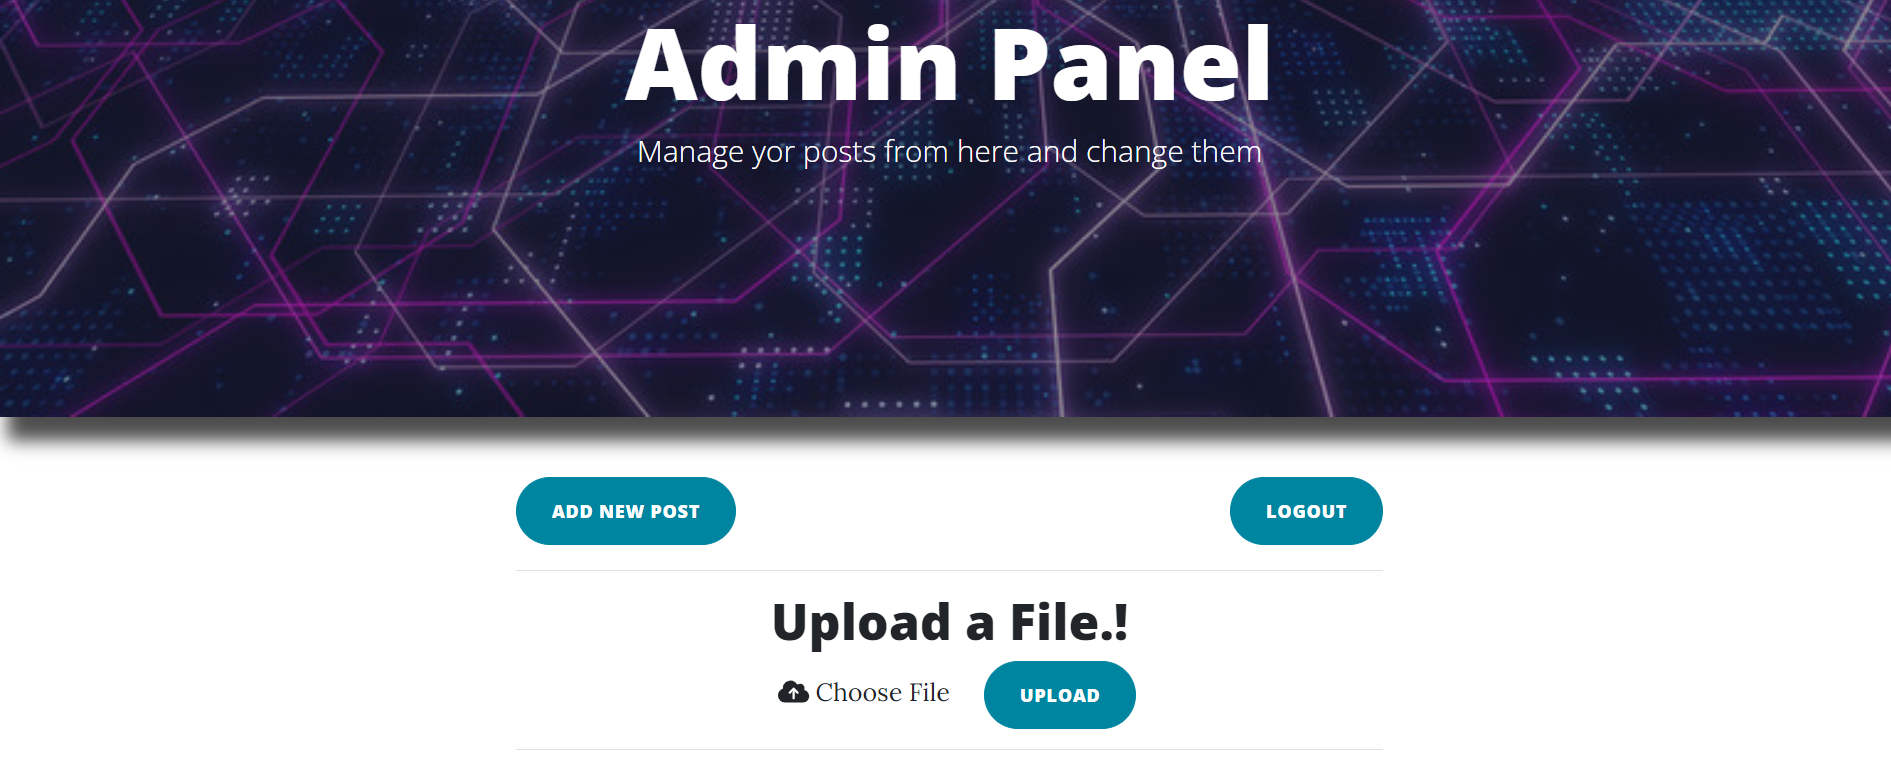 Admin Panel
Manage yor posts from here and change them
ADD NEW POST
LOGOUT
Upload a File.!
Choose File
UPLOAD